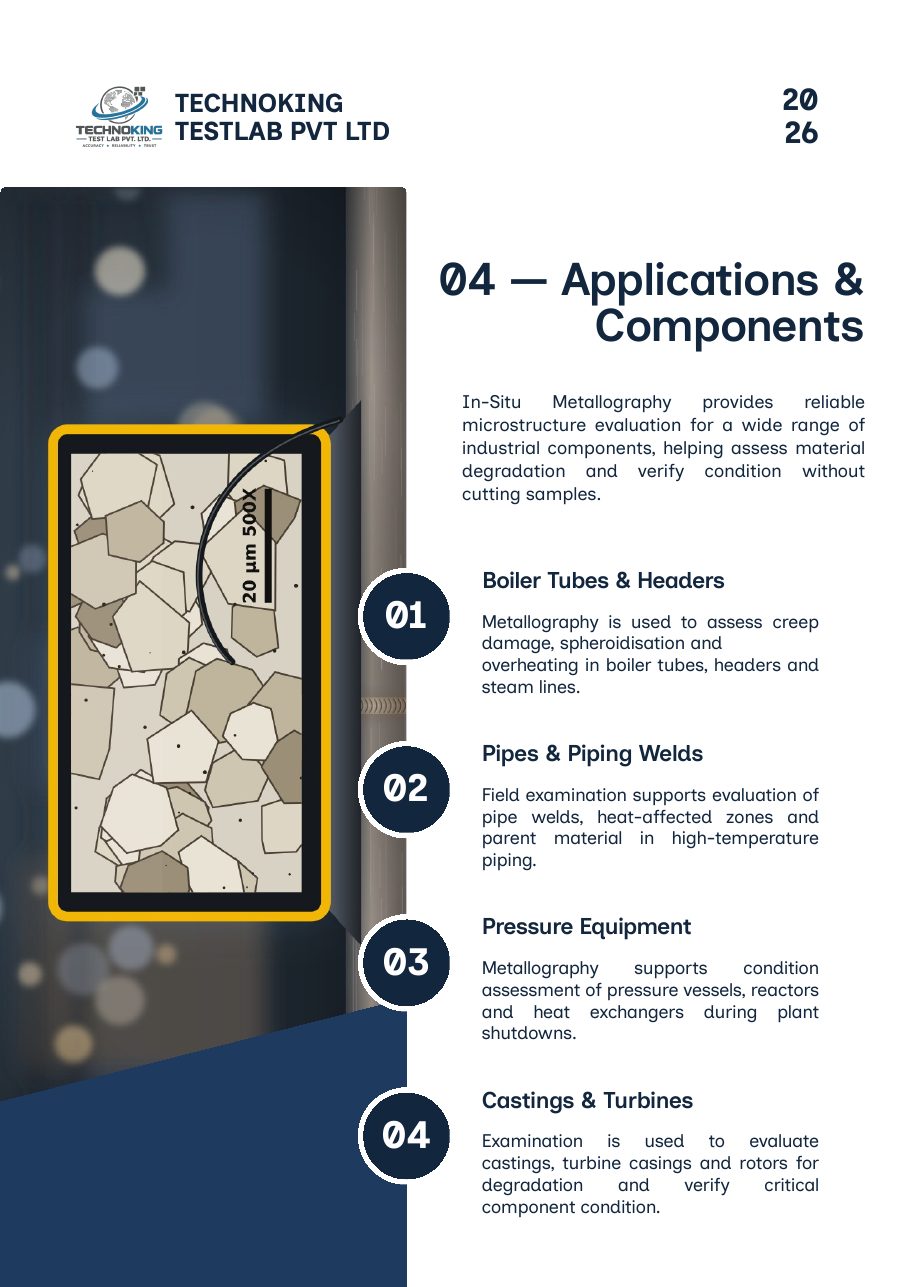 TECHNOKING
TEST LAB PVT. LTD.
ACCURACY • RELIABILITY • TRUST
TECHNOKING
TESTLAB PVT LTD
20
26
04 — Applications &
Components
In-Situ Metallography provides reliable
microstructure evaluation for a wide range of
industrial components, helping assess material
degradation and verify condition without
cutting samples.
20 µm 500X
01
Boiler Tubes & Headers
Metallography is used to assess creep
damage, spheroidisation and
overheating in boiler tubes, headers and
steam lines.
02
Pipes & Piping Welds
Field examination supports evaluation of
pipe welds, heat-affected zones and
parent material in high-temperature
piping.
03
Pressure Equipment
Metallography supports condition
assessment of pressure vessels, reactors
and heat exchangers during plant
shutdowns.
04
Castings & Turbines
Examination is used to evaluate
castings, turbine casings and rotors for
degradation and verify critical
component condition.